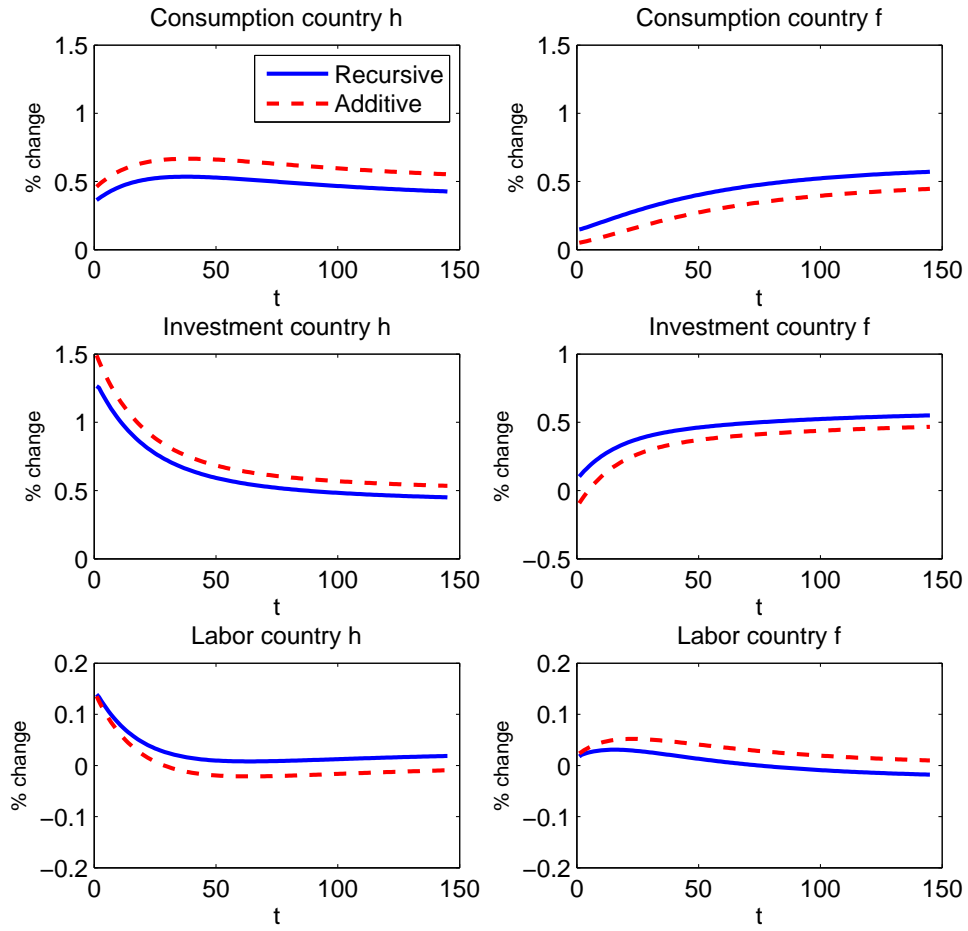 Consumption country h
Consumption country f
1.5
1
0.5
0
% change
0
50
100
150
t
Recursive
Additive
1.5
1
0.5
0
% change
0
50
100
150
t
Investment country h
Investment country f
1.5
1
0.5
0
% change
0
50
100
150
t
1
0.5
0
−0.5
% change
0
50
100
150
t
Labor country h
Labor country f
0.2
0.1
0
−0.1
−0.2
% change
0
50
100
150
t
0.2
0.1
0
−0.1
−0.2
% change
0
50
100
150
t